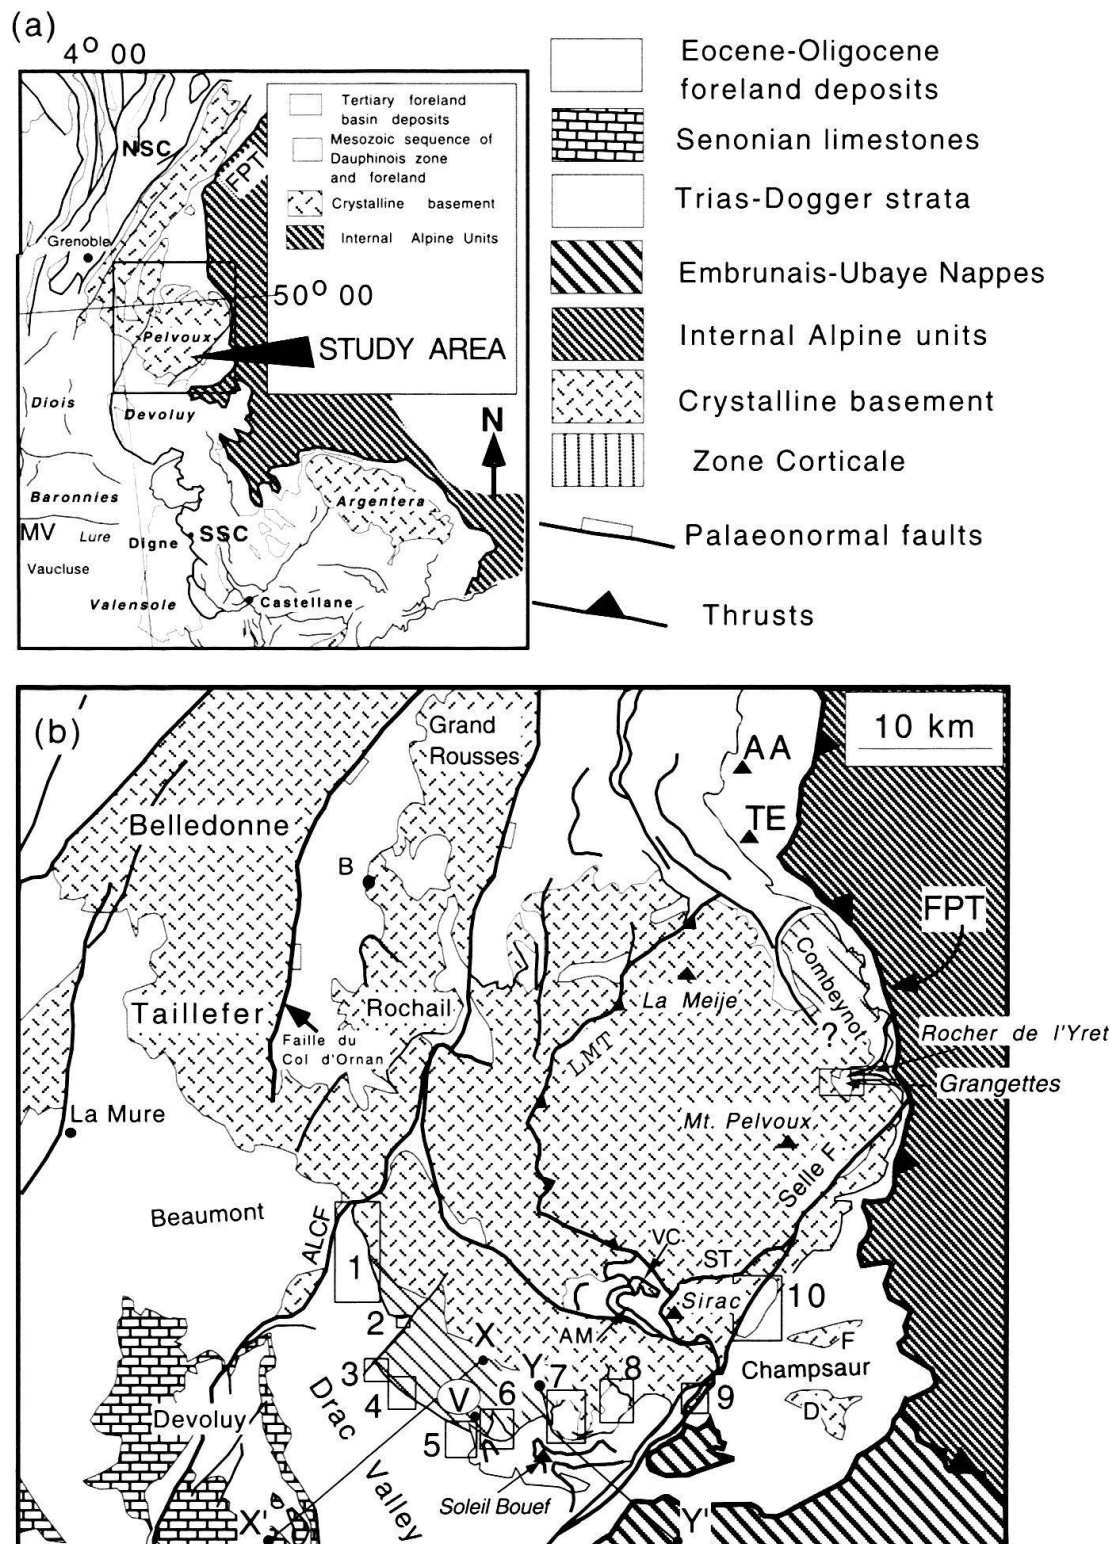 (a)
4° 00
Tertiary foreland
basin deposits
Mesozoic sequence of
Dauphinois zone
and foreland
Crystalline basement
Internal Alpine Units
NSC
FPT
Grenoble
50° 00
Pelvoux
STUDY AREA
Diois
Devoluy
N
Baronnies
Argentera
MV
Lure
Digne
SSC
Vaucluse
Valensole
Castellane
Eocene-Oligocene
foreland deposits
Senonian limestones
Trias-Dogger strata
Embrunais-Ubaye Nappes
Internal Alpine units
Crystalline basement
Zone Corticale
Palaeonormal faults
Thrusts
(b)
Grand
Rousses
10 km
AA
TE
Belledonne
B
FPT
Combeynot
La Meije
Taillefer
Rochail
?
Faille du
Col d'Ornan
LMT
Rocher de l'Yret
Grangettes
La Mure
Mt. Pelvoux
Selle F
Beaumont
ALCF
VC
ST
1
10
Sirac
2
AM
X
F
3
Y
7
8
Champsaur
4
V
6
9
D
Drac
Devoluy
5
Valley
Soleil Bouef
X'
Y'